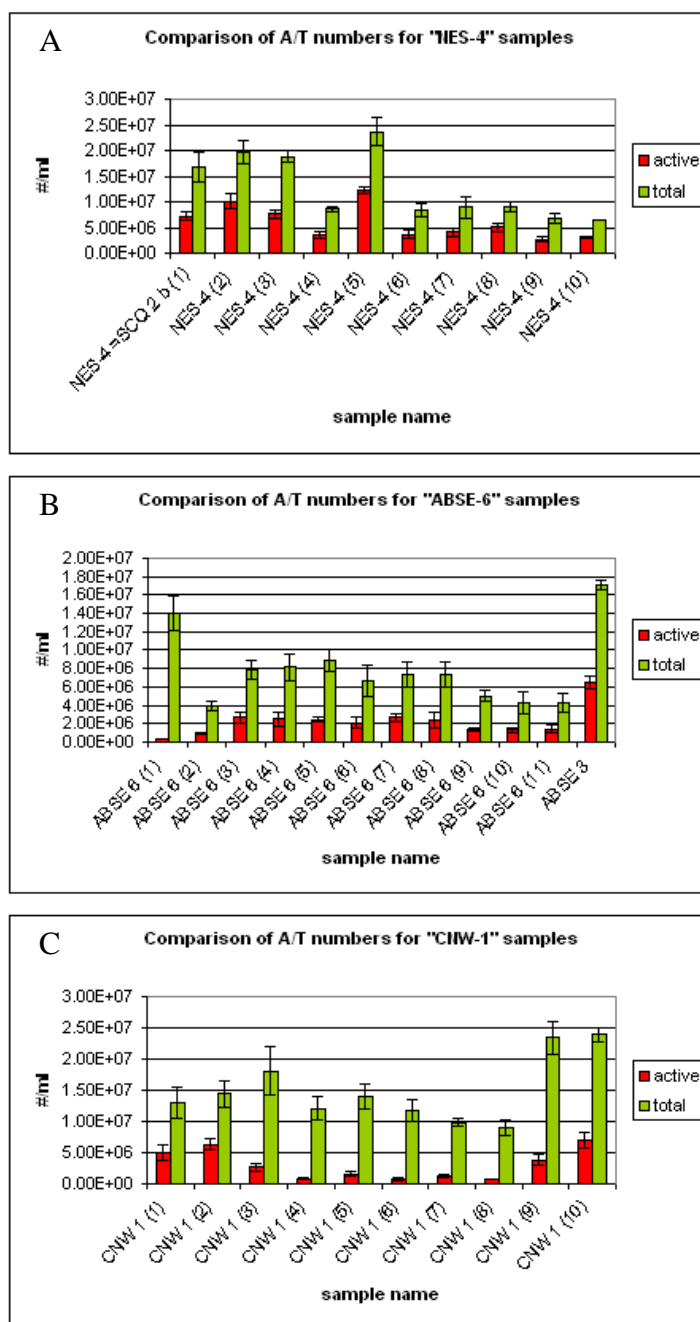 A
Comparison of A/T numbers for "NES-4" samples
3.00E+07
2.50E+07
2.00E+07
1.50E+07
1.00E+07
5.00E+06
0.00E+00
#/ml
active
total
NES-4 =SCQ 2 b (1)
NES-4 (2)
NES-4 (3)
NES-4 (4)
NES-4 (5)
NES-4 (6)
NES-4 (7)
NES-4 (8)
NES-4 (9)
NES-4 (10)
sample name
B
Comparison of A/T numbers for "ABSE-6" samples
2.00E+07
1.80E+07
1.60E+07
1.40E+07
1.20E+07
1.00E+07
8.00E+06
6.00E+06
4.00E+06
2.00E+06
0.00E+00
#/ml
active
total
ABSE 6 (1)
ABSE 6 (2)
ABSE 6 (3)
ABSE 6 (4)
ABSE 6 (5)
ABSE 6 (6)
ABSE 6 (7)
ABSE 6 (8)
ABSE 6 (9)
ABSE 6 (10)
ABSE 6 (11)
ABSE 3
sample name
C
Comparison of A/T numbers for "CNW-1" samples
3.00E+07
2.50E+07
2.00E+07
1.50E+07
1.00E+07
5.00E+06
0.00E+00
#/ml
active
total
CNW 1 (1)
CNW 1 (2)
CNW 1 (3)
CNW 1 (4)
CNW 1 (5)
CNW 1 (6)
CNW 1 (7)
CNW 1 (8)
CNW 1 (9)
CNW 1 (10)
sample name